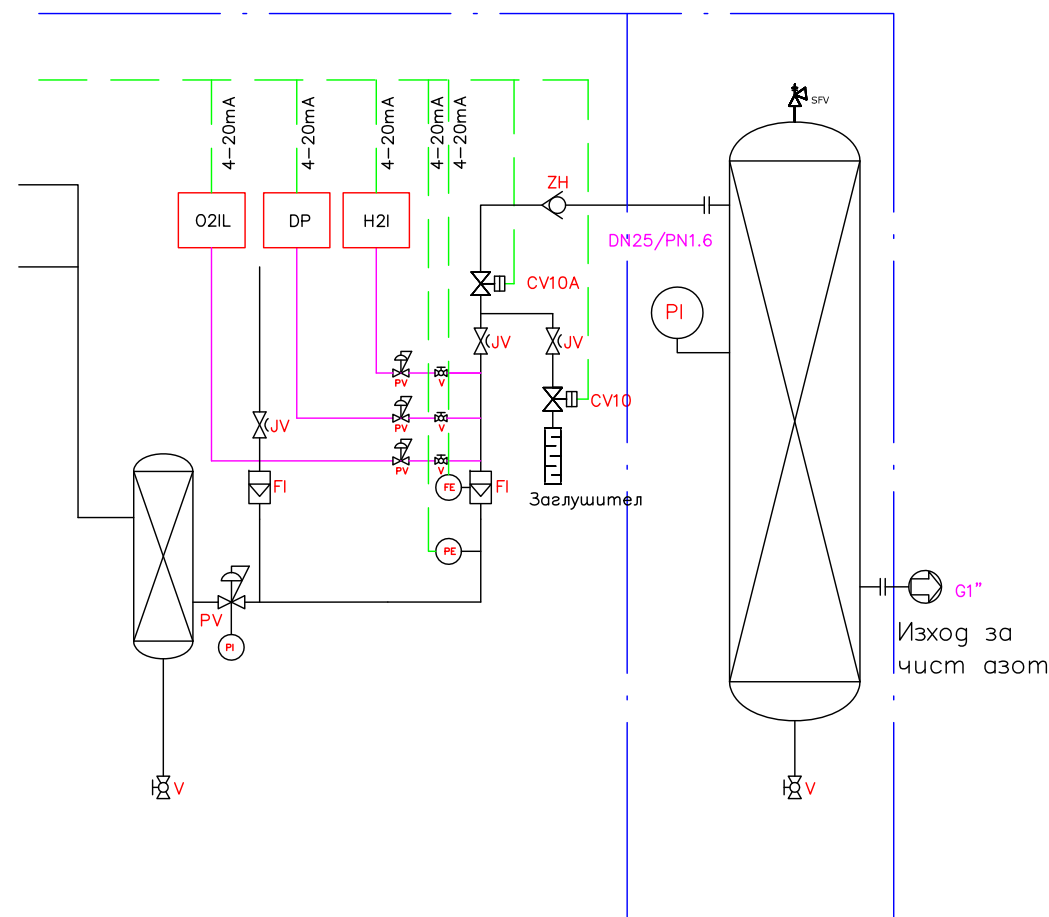 SFV
4-20mA
4-20mA
4-20mA
4-20mA
4-20mA
ZH
O2IL
DP
H2I
DN25/PN1.6
CV10A
PI
JV
JV
PV
V
CV10
PV
V
JV
PV
V
FI
FE
FI
Заглушител
PE
G1"
PV
Изход за
PI
чист азот
V
V